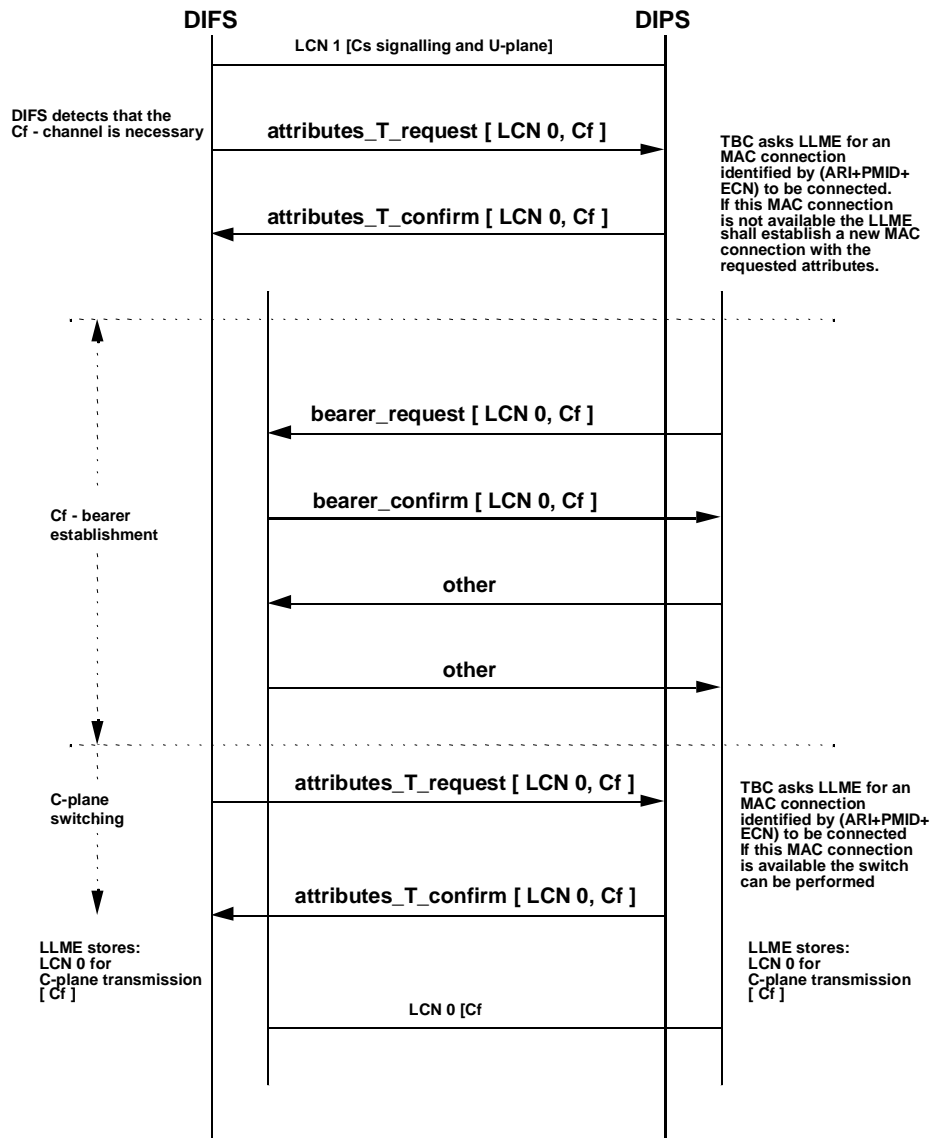 DIFS
DIPS
LCN 1 [Cs signalling and U-plane]
DIFS detects that the
Cf - channel is necessary
attributes_T_request [ LCN 0, Cf ]
TBC asks LLME for an
MAC connection
identified by (ARI+PMID+
ECN) to be connected.
If this MAC connection
is not available the LLME
shall establish a new MAC
connection with the
requested attributes.
attributes_T_confirm [ LCN 0, Cf ]
bearer_request [ LCN 0, Cf ]
bearer_confirm [ LCN 0, Cf ]
Cf - bearer
establishment
other
other
attributes_T_request [ LCN 0, Cf ]
C-plane
switching
TBC asks LLME for an
MAC connection
identified by (ARI+PMID+
ECN) to be connected
If this MAC connection
is available the switch
can be performed
attributes_T_confirm [ LCN 0, Cf ]
LLME stores:
LCN 0 for
C-plane transmission
[ Cf ]
LLME stores:
LCN 0 for
C-plane transmission
[ Cf ]
LCN 0 [Cf